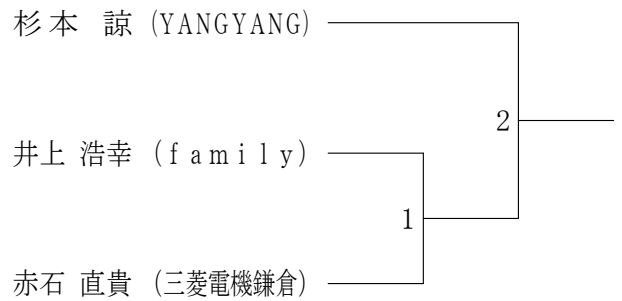 杉本 諒 (YANGYANG)
2
井上 浩幸 (family)
1
赤石 直貴 (三菱電機鎌倉)